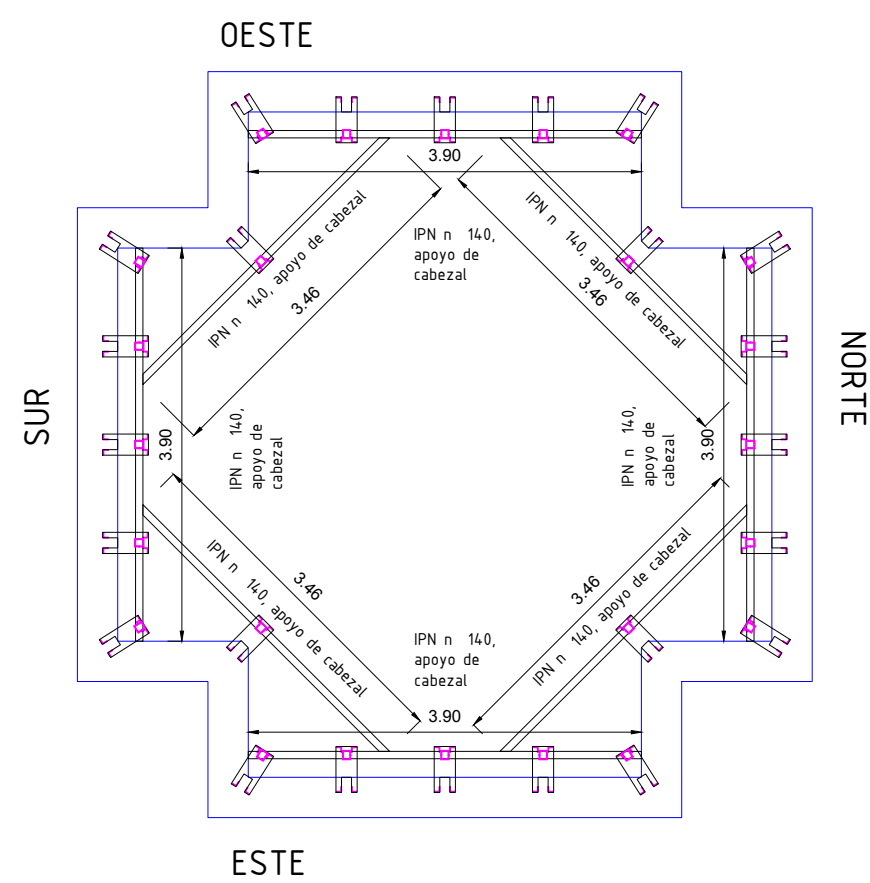 OESTE
3.90
IPN n 140, apoyo de cabezal
3.46
IPN n 140,
apoyo de
cabezal
IPN n 140, apoyo de cabezal
3.46
SUR
NORTE
3.90
IPN n 140,
apoyo de
cabezal
IPN n 140,
apoyo de
cabezal
3.90
IPN n 140, apoyo de cabezal
3.46
IPN n 140,
apoyo de
cabezal
3.46
IPN n 140, apoyo de cabezal
3.90
ESTE